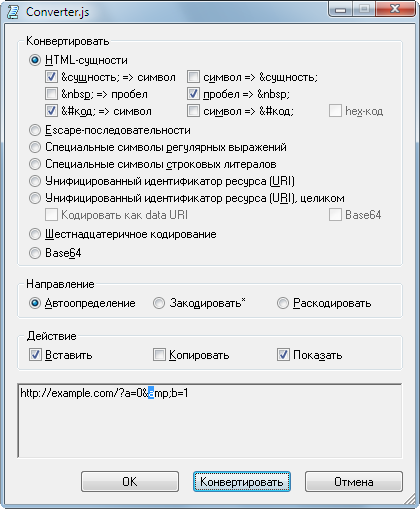 Converter.js
Конвертировать
HTML-сущности
&сущность; => символ символ => &сущность;
&nbsp; => пробел пробел => &nbsp;
&#код; => символ символ => &#код; hex-код
Escape-последовательности
Специальные символы регулярных выражений
Специальные символы строковых литералов
Унифицированный идентификатор ресурса (URI)
Унифицированный идентификатор ресурса (URI), целиком
Кодировать как data URI Base64
Шестнадцатеричное кодирование
Base64
Направление
Автоопределение Закодировать* Раскодировать
Действие
Вставить Копировать Показать
http://example.com/?a=0&amp;b=1
OK Конвертировать Отмена